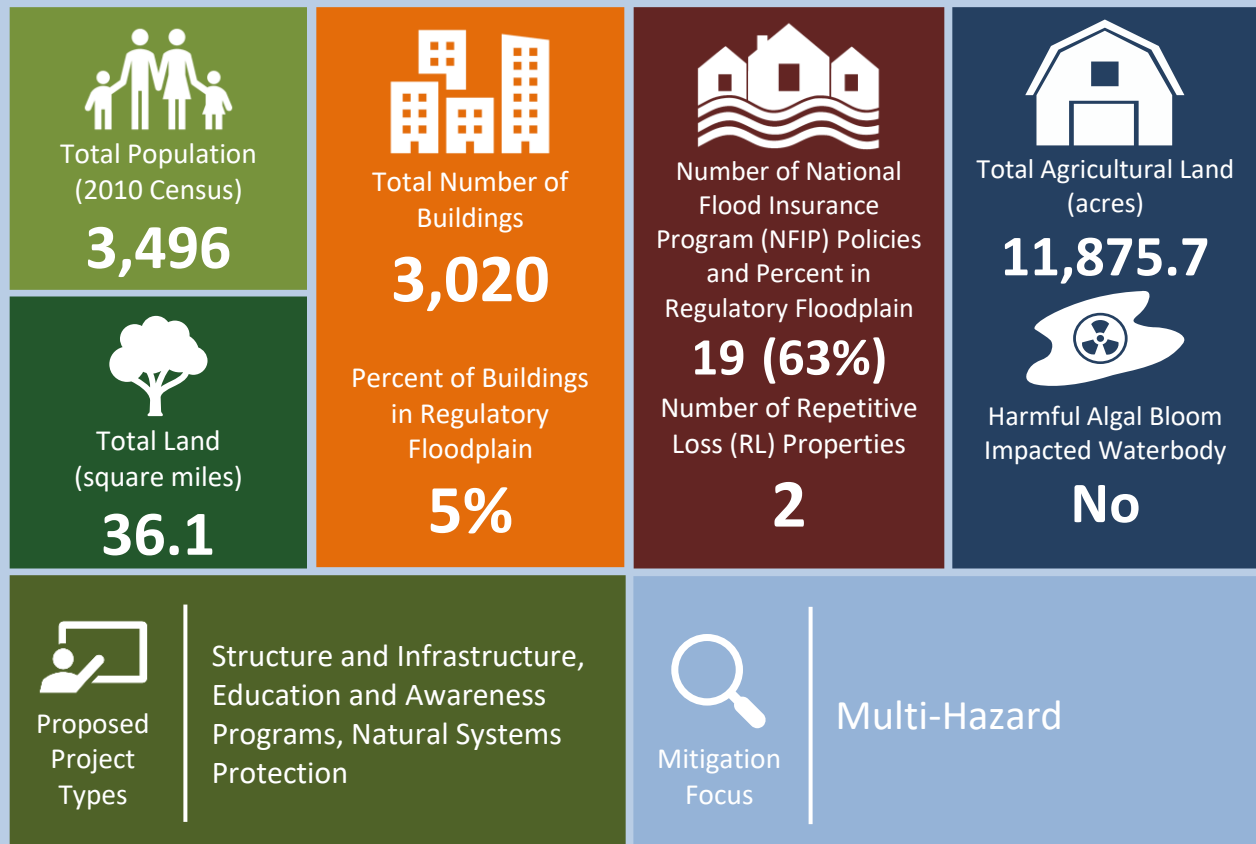 Total Population
(2010 Census)
3,496
Total Land
(square miles)
36.1
Total Number of
Buildings
3,020
Percent of Buildings
in Regulatory
Floodplain
5%
Number of National
Flood Insurance
Program (NFIP) Policies
and Percent in
Regulatory Floodplain
19 (63%)
Number of Repetitive
Loss (RL) Properties
2
Total Agricultural Land
(acres)
11,875.7
Harmful Algal Bloom
Impacted Waterbody
No
Proposed
Project
Types
Structure and Infrastructure,
Education and Awareness
Programs, Natural Systems
Protection
Mitigation
Focus
Multi-Hazard